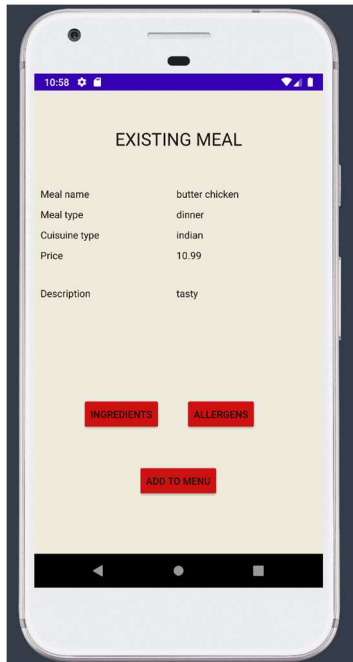 10:58
EXISTING MEAL
Meal name butter chicken
Meal type dinner
Cuisuine type indian
Price 10.99
Description tasty
INGREDIENTS ALLERGENS
ADD TO MENU